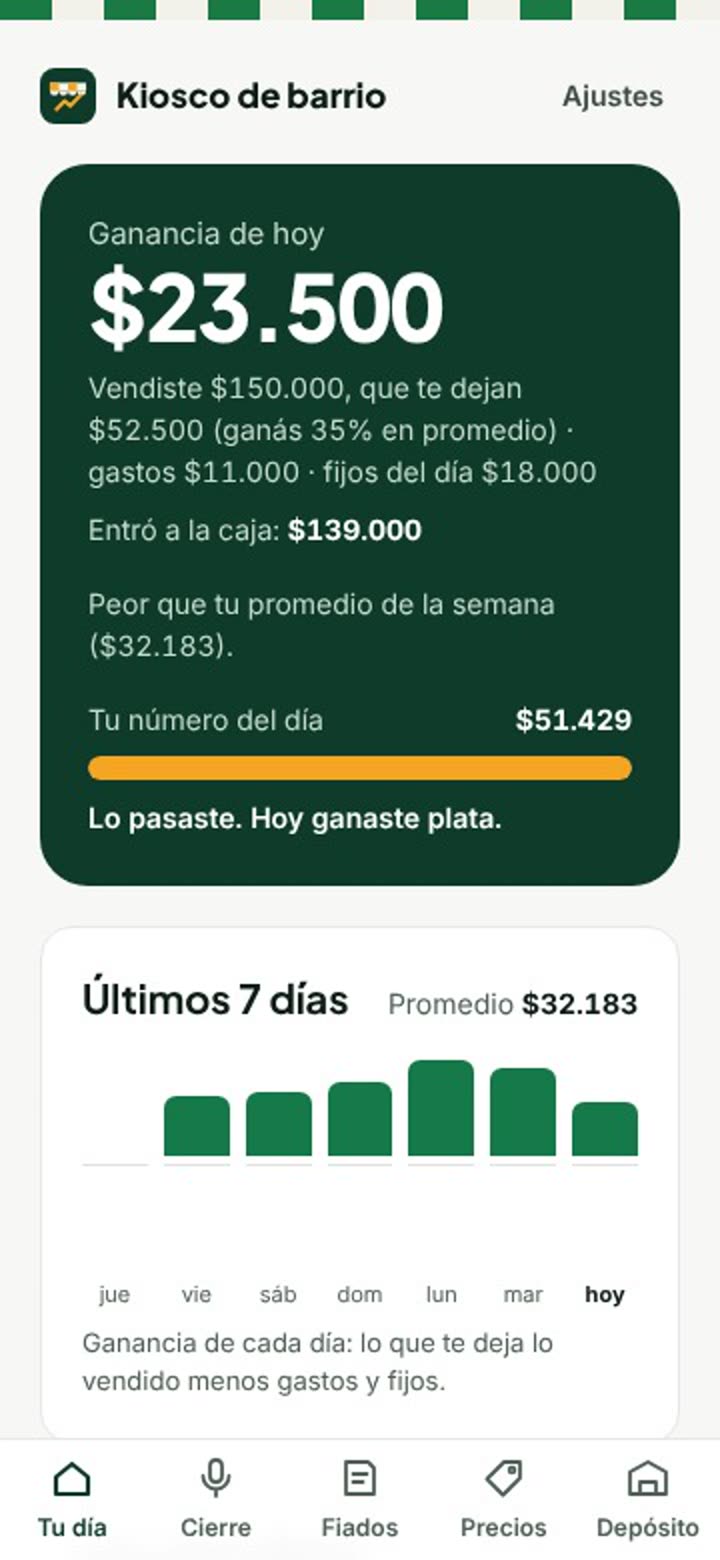 Kiosco de barrio
Ajustes
Ganancia de hoy
$23.500
Vendiste $150.000, que te dejan
$52.500 (ganás 35% en promedio) ·
gastos $11.000 · fijos del día $18.000
Entró a la caja: $139.000
Peor que tu promedio de la semana
($32.183).
Tu número del día $51.429
Lo pasaste. Hoy ganaste plata.
Últimos 7 días Promedio $32.183
jue vie sáb dom lun mar hoy
Ganancia de cada día: lo que te deja lo
vendido menos gastos y fijos.
Tu día Cierre Fiados Precios Depósito